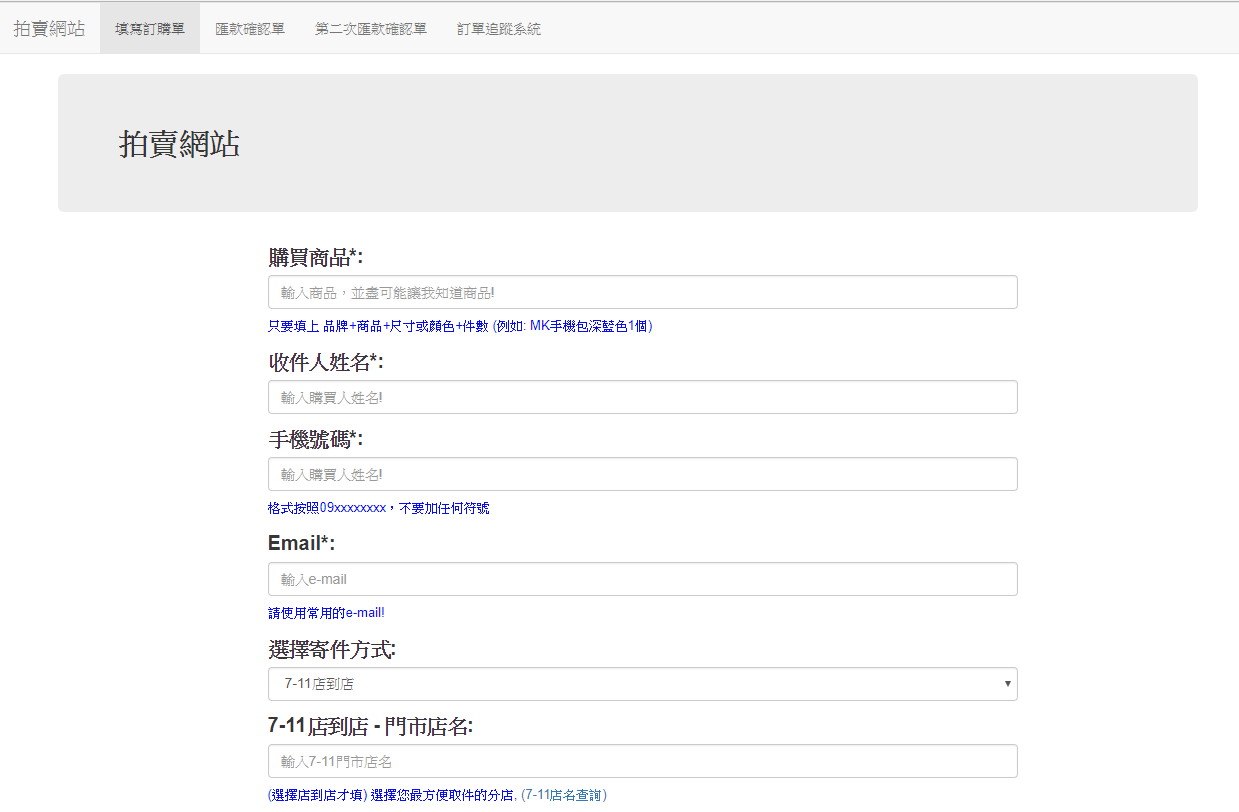 拍賣網站 填寫訂購單 匯款確認單 第二次匯款確認單 訂單追蹤系統
拍賣網站
購買商品*:
輸入商品，並盡可能讓我知道商品!
只要填上 品牌+商品+尺寸或顏色+件數 (例如: MK手機包深藍色1個)
收件人姓名*:
輸入購買人姓名!
手機號碼*:
輸入購買人姓名!
格式按照09xxxxxxxx，不要加任何符號
Email*:
輸入e-mail
請使用常用的e-mail!
選擇寄件方式:
7-11店到店
7-11店到店 - 門市店名:
輸入7-11門市店名
(選擇店到店才填) 選擇您最方便取件的分店, (7-11店名查詢)